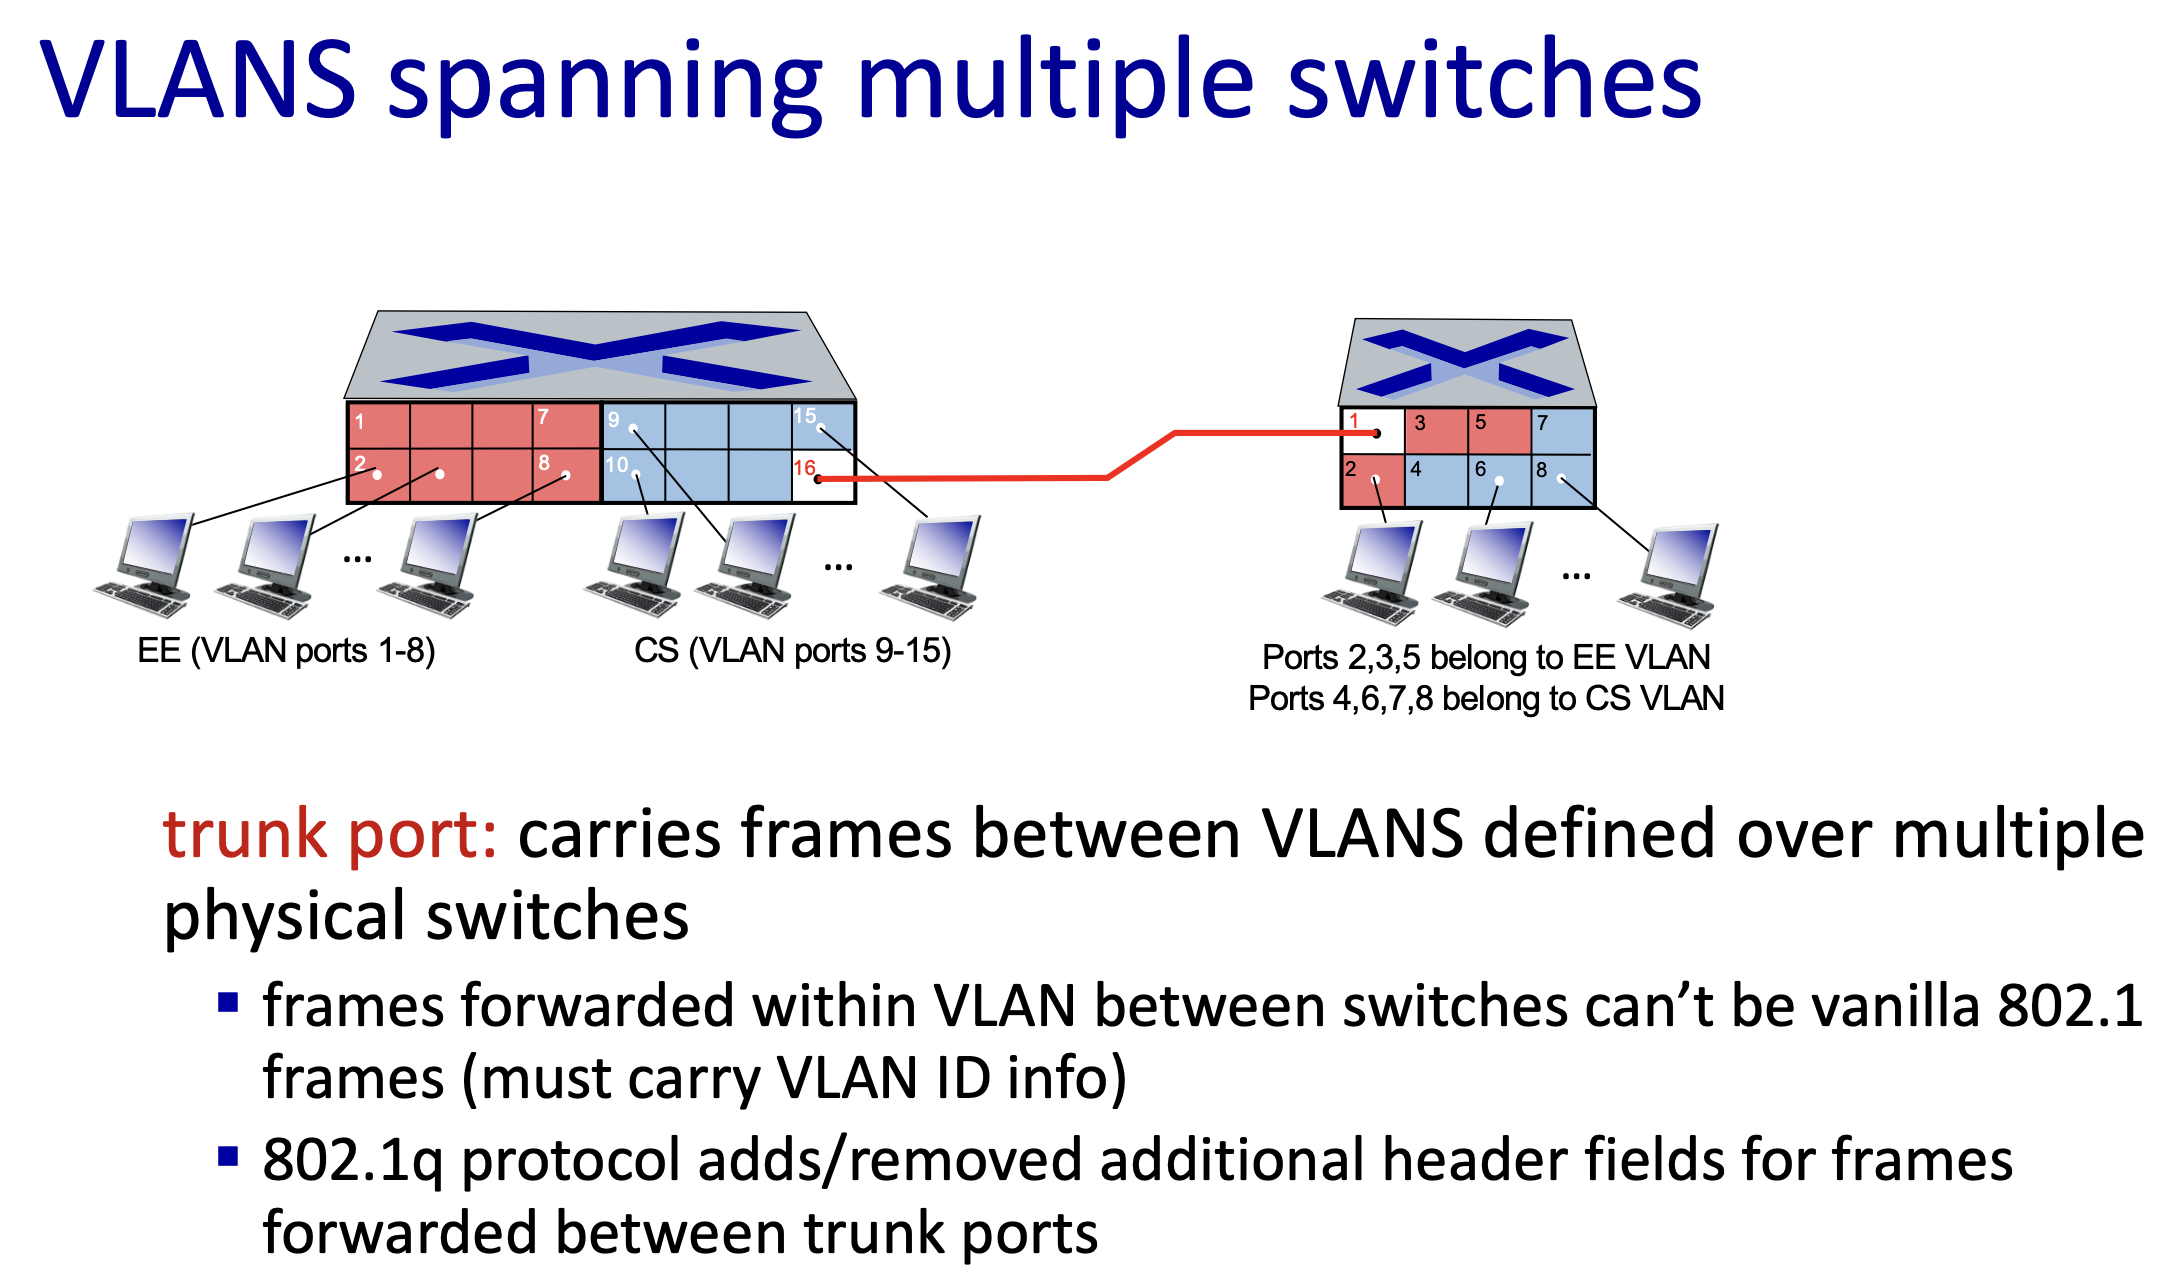 VLANS spanning multiple switches
1 7 9 15
2 8 10 16
1 3 5 7
2 4 6 8
... ... ...
EE (VLAN ports 1-8)
CS (VLAN ports 9-15)
Ports 2,3,5 belong to EE VLAN
Ports 4,6,7,8 belong to CS VLAN
trunk port: carries frames between VLANS defined over multiple
physical switches
▪ frames forwarded within VLAN between switches can’t be vanilla 802.1
frames (must carry VLAN ID info)
▪ 802.1q protocol adds/removed additional header fields for frames
forwarded between trunk ports